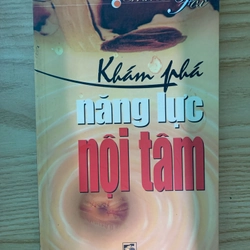 Khám phá
năng lực
nội tâm